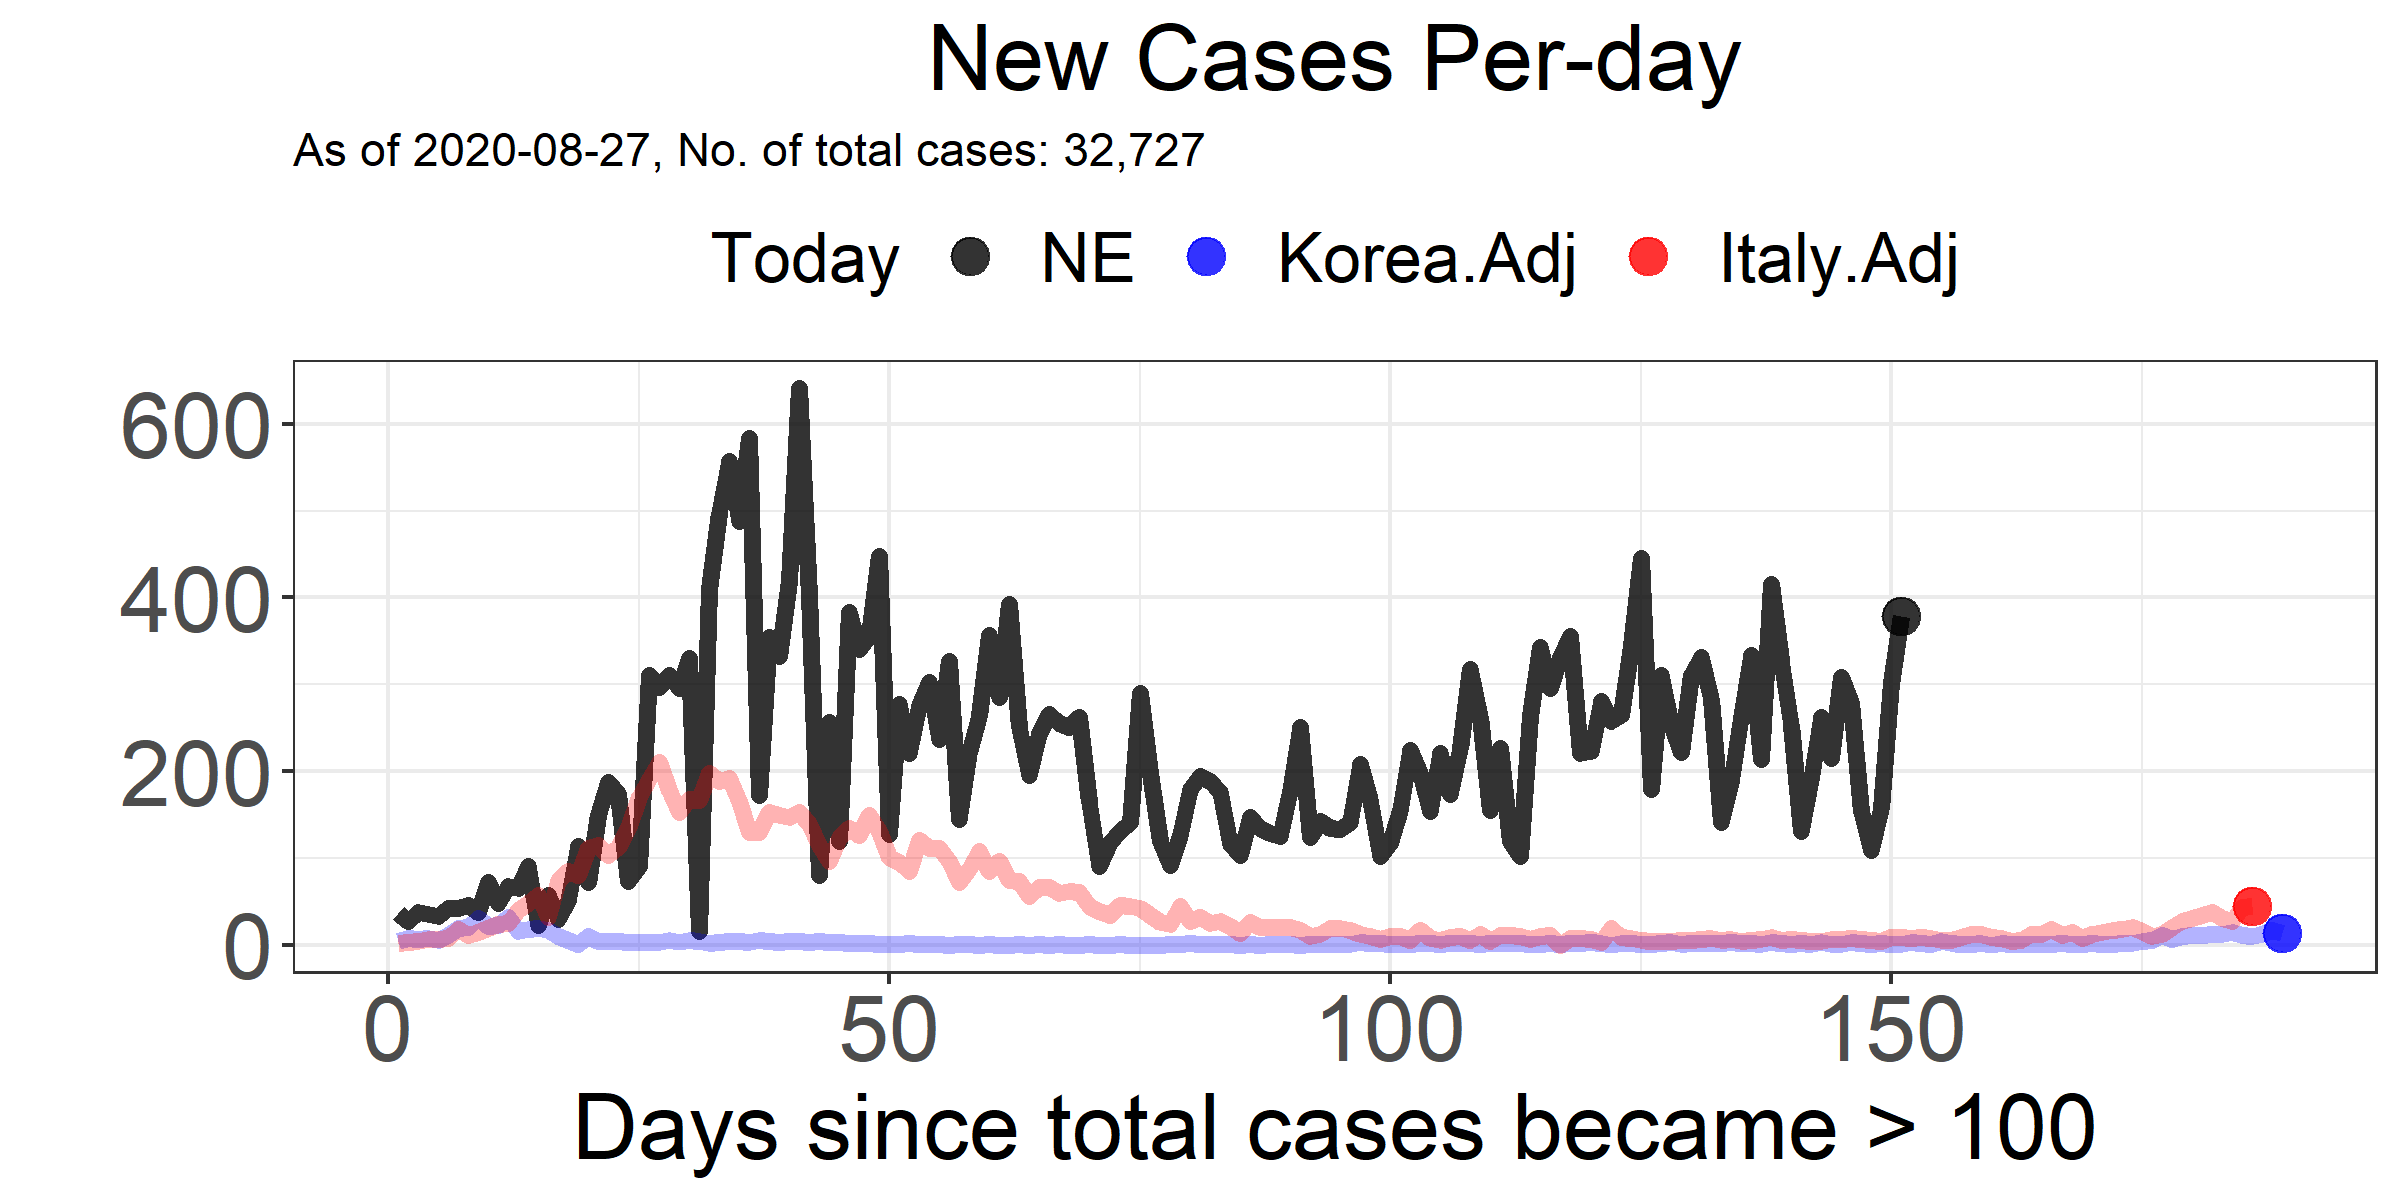 New Cases Per-day
As of 2020-08-27, No. of total cases: 32,727
Today NE Korea.Adj Italy.Adj
600
400
200
0
0 50 100 150
Days since total cases became > 100